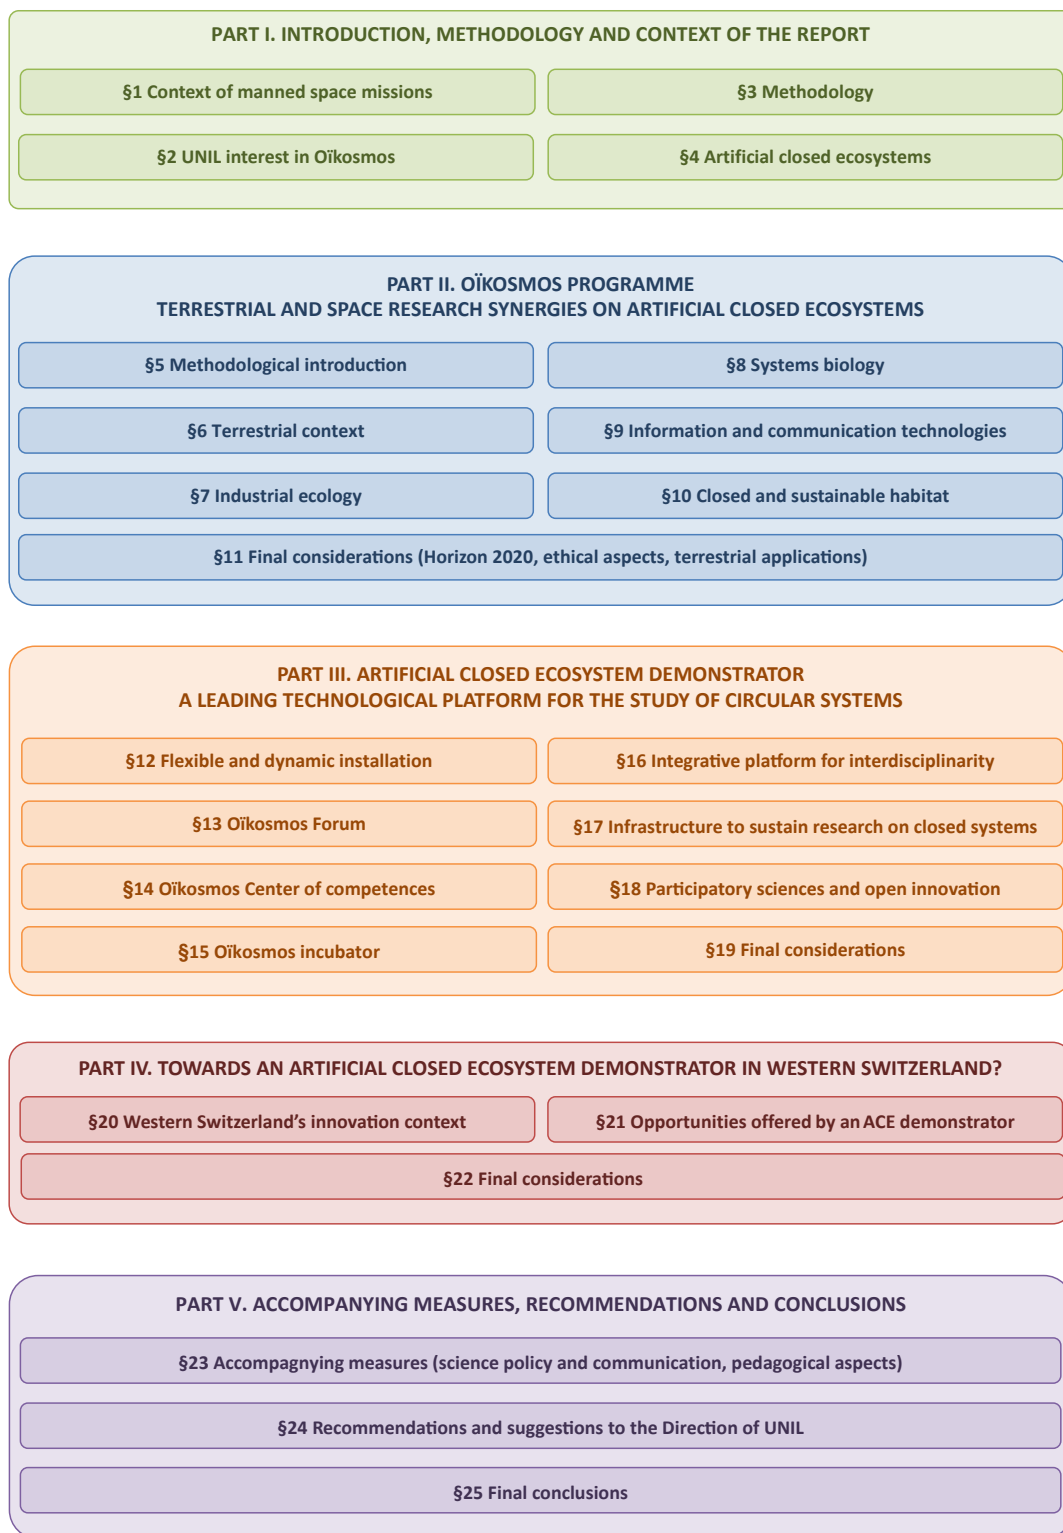 PART I. INTRODUCTION, METHODOLOGY AND CONTEXT OF THE REPORT
§1 Context of manned space missions
§3 Methodology
§2 UNIL interest in Oïkosmos
§4 Artificial closed ecosystems
PART II. OÏKOSMOS PROGRAMME
TERRESTRIAL AND SPACE RESEARCH SYNERGIES ON ARTIFICIAL CLOSED ECOSYSTEMS
§5 Methodological introduction
§8 Systems biology
§6 Terrestrial context
§9 Information and communication technologies
§7 Industrial ecology
§10 Closed and sustainable habitat
§11 Final considerations (Horizon 2020, ethical aspects, terrestrial applications)
PART III. ARTIFICIAL CLOSED ECOSYSTEM DEMONSTRATOR
A LEADING TECHNOLOGICAL PLATFORM FOR THE STUDY OF CIRCULAR SYSTEMS
§12 Flexible and dynamic installation
§16 Integrative platform for interdisciplinarity
§13 Oïkosmos Forum
§17 Infrastructure to sustain research on closed systems
§14 Oïkosmos Center of competences
§18 Participatory sciences and open innovation
§15 Oïkosmos incubator
§19 Final considerations
PART IV. TOWARDS AN ARTIFICIAL CLOSED ECOSYSTEM DEMONSTRATOR IN WESTERN SWITZERLAND?
§20 Western Switzerland's innovation context
§21 Opportunities offered by an ACE demonstrator
§22 Final considerations
PART V. ACCOMPANYING MEASURES, RECOMMENDATIONS AND CONCLUSIONS
§23 Accompagnying measures (science policy and communication, pedagogical aspects)
§24 Recommendations and suggestions to the Direction of UNIL
§25 Final conclusions